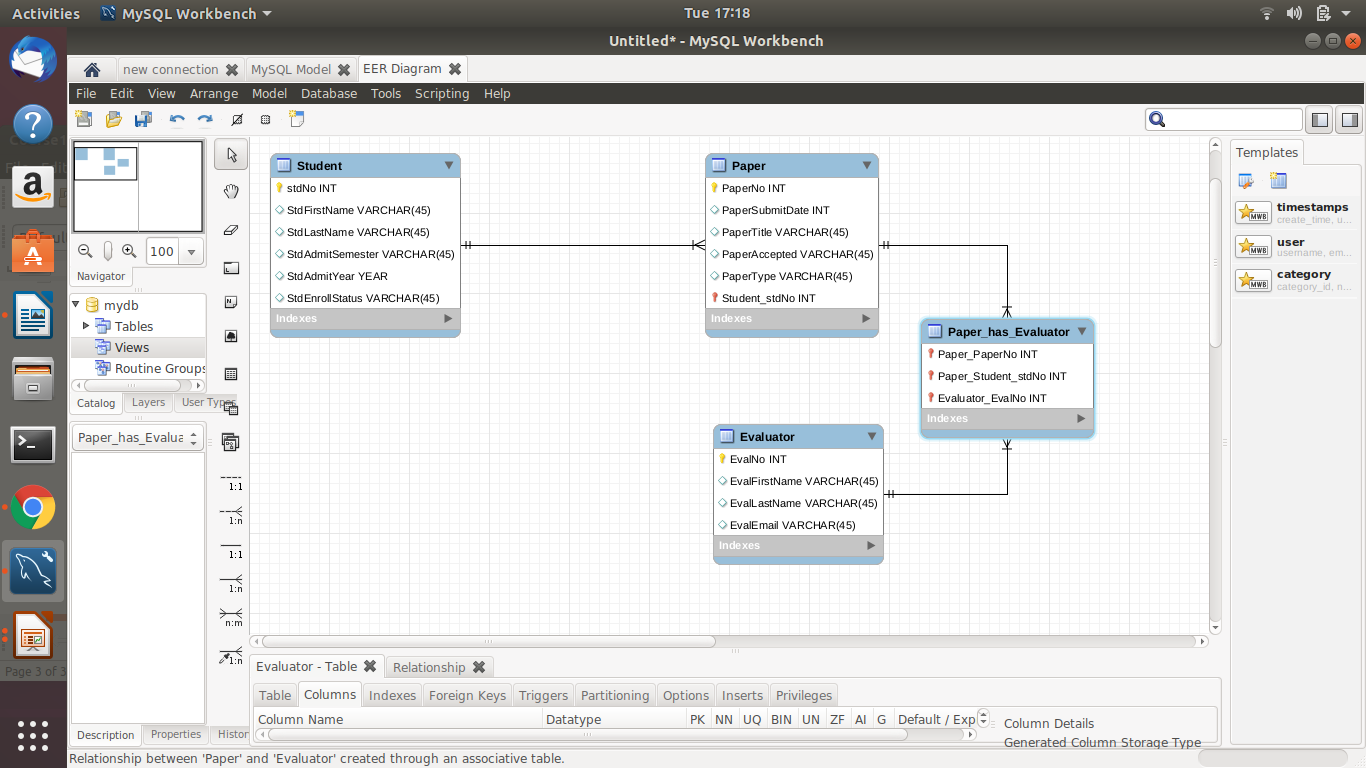 Activities
MySQL Workbench
Tue 17:18
Untitled* - MySQL Workbench
new connection
MySQL Model
EER Diagram
File Edit View Arrange Model Database Tools Scripting Help
100
Navigator
mydb
Tables
Views
Routine Groups
Catalog
Layers
User Types
Paper_has_Evalua
Description
Properties
Histor
1:1
1:n
1:1
1:n
n:m
1:n
Student
stdNo INT
StdFirstName VARCHAR(45)
StdLastName VARCHAR(45)
StdAdmitSemester VARCHAR(45)
StdAdmitYear YEAR
StdEnrollStatus VARCHAR(45)
Indexes
Paper
PaperNo INT
PaperSubmitDate INT
PaperTitle VARCHAR(45)
PaperAccepted VARCHAR(45)
PaperType VARCHAR(45)
Student_stdNo INT
Indexes
Paper_has_Evaluator
Paper_PaperNo INT
Paper_Student_stdNo INT
Evaluator_EvalNo INT
Indexes
Evaluator
EvalNo INT
EvalFirstName VARCHAR(45)
EvalLastName VARCHAR(45)
EvalEmail VARCHAR(45)
Indexes
Templates
timestamps
create_time, u...
user
username, em...
category
category_id, n...
MWB
MWB
MWB
Evaluator - Table
Relationship
Table Columns Indexes Foreign Keys Triggers Partitioning Options Inserts Privileges
Column Name Datatype PK NN UQ BIN UN ZF AI G Default / Exp
Column Details
Generated Column Storage Type
Page 3 of 3
Relationship between 'Paper' and 'Evaluator' created through an associative table.